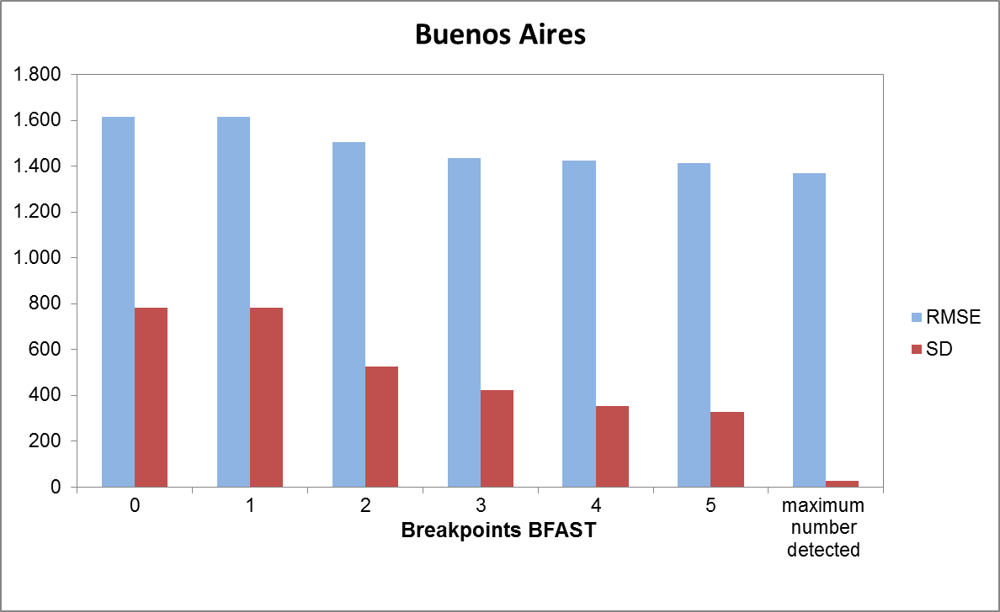 Buenos Aires
1.800
1.600
1.400
1.200
1.000
800
600
400
200
0
RMSE
SD
0 1 2 3 4 5 maximum
number
detected
Breakpoints BFAST